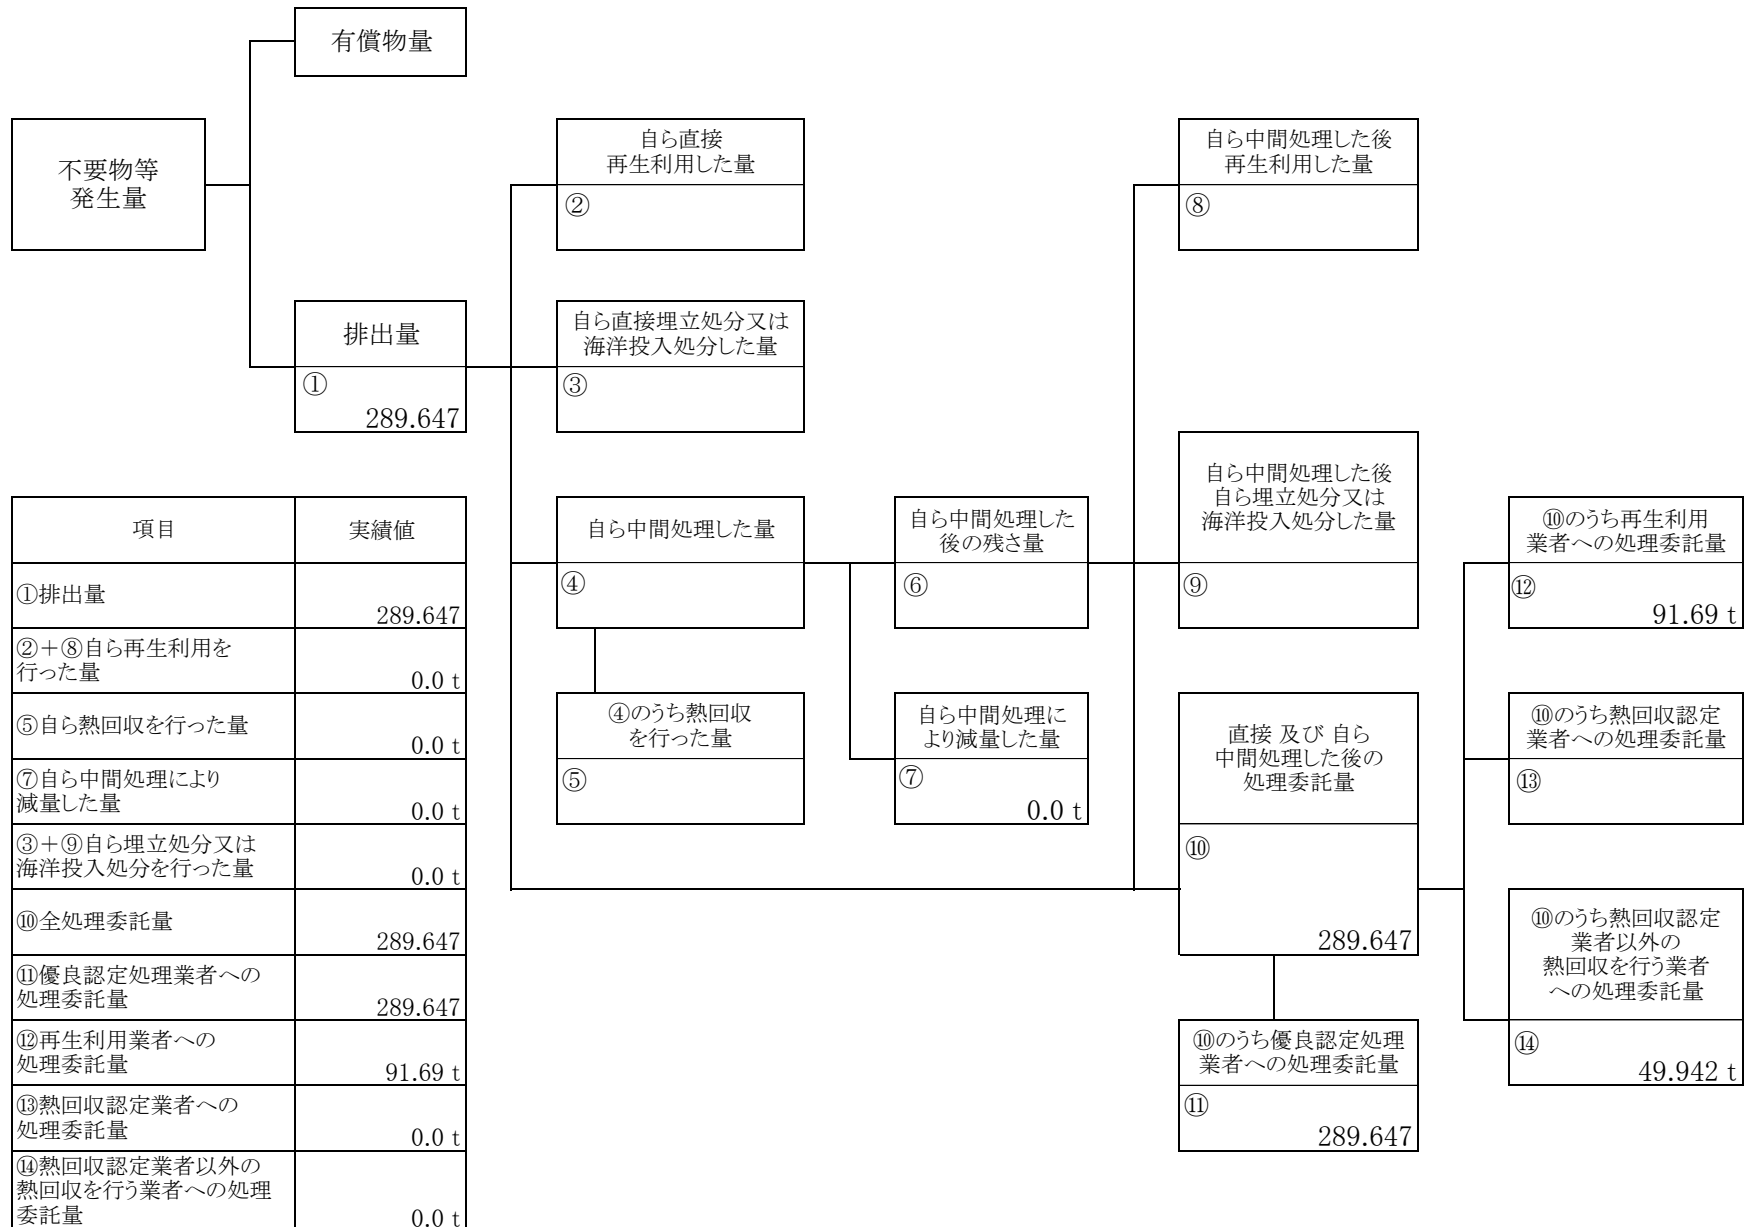 有償物量
不要物等
発生量
自ら直接
再生利用した量
②
自ら中間処理した後
再生利用した量
⑧
排出量
①
289.647
自ら直接埋立処分又は
海洋投入処分した量
③
自ら中間処理した量
④
自ら中間処理した
後の残さ量
⑥
自ら中間処理した後
自ら埋立処分又は
海洋投入処分した量
⑨
⑩のうち再生利用
業者への処理委託量
⑫
91.69 t
④のうち熱回収
を行った量
⑤
自ら中間処理に
より減量した量
⑦
0.0 t
直接 及び 自ら
中間処理した後の
処理委託量
⑩
289.647
⑩のうち熱回収認定
業者への処理委託量
⑬
⑩のうち熱回収認定
業者以外の
熱回収を行う業者
への処理委託量
⑭
49.942 t
⑩のうち優良認定処理
業者への処理委託量
⑪
289.647
項目 実績値
①排出量
289.647
②＋⑧自ら再生利用を
行った量
0.0 t
⑤自ら熱回収を行った量
0.0 t
⑦自ら中間処理により
減量した量
0.0 t
③＋⑨自ら埋立処分又は
海洋投入処分を行った量
0.0 t
⑩全処理委託量
289.647
⑪優良認定処理業者への
処理委託量
289.647
⑫再生利用業者への
処理委託量
91.69 t
⑬熱回収認定業者への
処理委託量
0.0 t
⑭熱回収認定業者以外の
熱回収を行う業者への処理
委託量
0.0 t